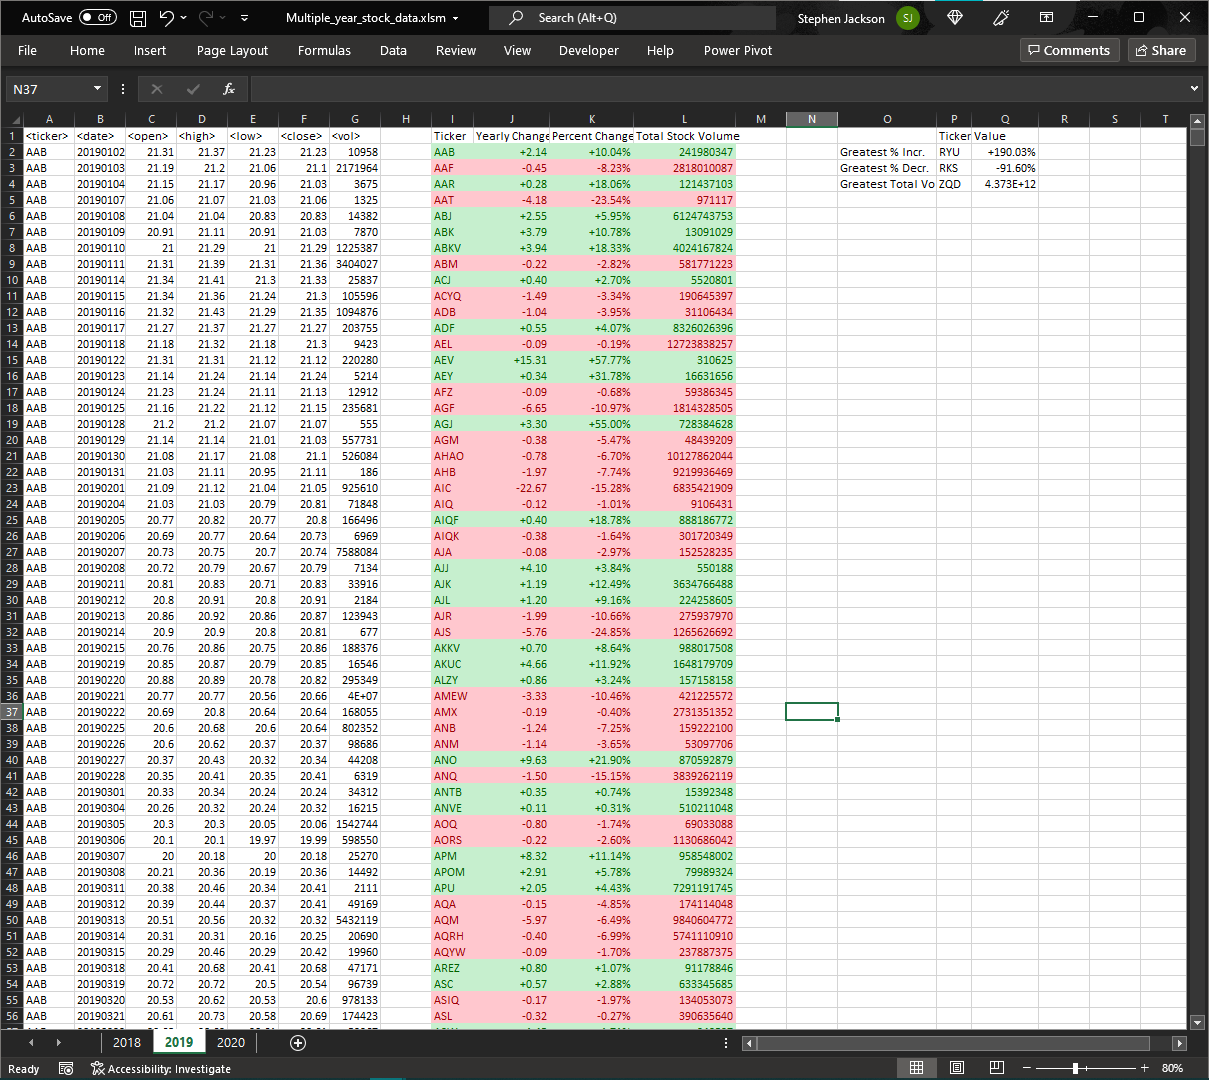 AutoSave Off Multiple_year_stock_data.xlsm Search (Alt+Q) Stephen Jackson SJ
File Home Insert Page Layout Formulas Data Review View Developer Help Power Pivot Comments Share
N37 fx
A B C D E F G H I J K L M N O P Q R S T
1 <ticker> <date> <open> <high> <low> <close> <vol> Ticker Yearly Change Percent Change Total Stock Volume Ticker Value
2 AAB 20190102 21.31 21.37 21.23 21.23 10958 AAB +2.14 +10.04% 241980347 Greatest % Incr. RYU +190.03%
3 AAB 20190103 21.19 21.2 21.06 21.1 2171964 AAF -0.45 -8.23% 2818010087 Greatest % Decr. RKS -91.60%
4 AAB 20190104 21.15 21.17 20.96 21.03 3675 AAR +0.28 +18.06% 121437103 Greatest Total Vo ZQD 4.373E+12
5 AAB 20190107 21.06 21.07 21.03 21.06 1325 AAT -4.18 -23.54% 971117
6 AAB 20190108 21.04 21.04 20.83 20.83 14382 ABJ +2.55 +5.95% 6124743753
7 AAB 20190109 20.91 21.11 20.91 21.03 7870 ABK +3.79 +10.78% 13091029
8 AAB 20190110 21 21.29 21 21.29 1225387 ABKV +3.94 +18.33% 4024167824
9 AAB 20190111 21.31 21.39 21.31 21.36 3404027 ABM -0.22 -2.82% 581771223
10 AAB 20190114 21.34 21.41 21.3 21.33 25837 ACJ +0.40 +2.70% 5520801
11 AAB 20190115 21.34 21.36 21.24 21.3 105596 ACYQ -1.49 -3.34% 190645397
12 AAB 20190116 21.32 21.43 21.29 21.35 1094876 ADB -1.04 -3.95% 31106434
13 AAB 20190117 21.27 21.37 21.27 21.27 203755 ADF +0.55 +4.07% 8326026396
14 AAB 20190118 21.18 21.32 21.18 21.3 9423 AEL -0.09 -0.19% 12723838257
15 AAB 20190122 21.31 21.31 21.12 21.12 220280 AEV +15.31 +57.77% 310625
16 AAB 20190123 21.14 21.24 21.14 21.24 5214 AEY +0.34 +31.78% 16631656
17 AAB 20190124 21.23 21.24 21.11 21.13 12912 AFZ -0.09 -0.68% 59386345
18 AAB 20190125 21.16 21.22 21.12 21.15 235681 AGF -6.65 -10.97% 1814328505
19 AAB 20190128 21.2 21.2 21.07 21.07 555 AGJ +3.30 +55.00% 728384628
20 AAB 20190129 21.14 21.14 21.01 21.03 557731 AGM -0.38 -5.47% 48439209
21 AAB 20190130 21.08 21.17 21.08 21.1 526084 AHAO -0.78 -6.70% 10127862044
22 AAB 20190131 21.03 21.11 20.95 21.11 186 AHB -1.97 -7.74% 9219936469
23 AAB 20190201 21.09 21.12 21.04 21.05 925610 AIC -22.67 -15.28% 6835421909
24 AAB 20190204 21.03 21.03 20.79 20.81 71848 AIQ -0.12 -1.01% 9106431
25 AAB 20190205 20.77 20.82 20.77 20.8 166496 AIQF +0.40 +18.78% 888186772
26 AAB 20190206 20.69 20.77 20.64 20.73 6969 AIQK -0.38 -1.64% 301720349
27 AAB 20190207 20.73 20.75 20.7 20.74 7588084 AJA -0.08 -2.97% 152528235
28 AAB 20190208 20.72 20.79 20.67 20.79 7134 AJJ +4.10 +3.84% 550188
29 AAB 20190211 20.81 20.83 20.71 20.83 33916 AJK +1.19 +12.49% 3634766488
30 AAB 20190212 20.8 20.91 20.8 20.91 2184 AJL +1.20 +9.16% 224258605
31 AAB 20190213 20.86 20.92 20.86 20.87 123943 AJR -1.99 -10.66% 275937970
32 AAB 20190214 20.9 20.9 20.8 20.81 677 AJS -5.76 -24.85% 1265626692
33 AAB 20190215 20.76 20.86 20.75 20.86 188376 AKKV +0.70 +8.64% 988017508
34 AAB 20190219 20.85 20.87 20.79 20.85 16546 AKUC +4.66 +11.92% 1648179709
35 AAB 20190220 20.88 20.89 20.78 20.82 295349 ALZY +0.86 +3.24% 157158158
36 AAB 20190221 20.77 20.77 20.56 20.66 4E+07 AMEW -3.33 -10.46% 421225572
37 AAB 20190222 20.69 20.8 20.64 20.64 168055 AMX -0.19 -0.40% 2731351352
38 AAB 20190225 20.6 20.68 20.6 20.64 802352 ANB -1.24 -7.25% 159222100
39 AAB 20190226 20.6 20.62 20.37 20.37 98686 ANM -1.14 -3.65% 53097706
40 AAB 20190227 20.37 20.43 20.32 20.34 44208 ANO +9.63 +21.90% 870592879
41 AAB 20190228 20.35 20.41 20.35 20.41 6319 ANQ -1.50 -15.15% 3839262119
42 AAB 20190301 20.33 20.34 20.24 20.24 34312 ANTB +0.35 +0.74% 15392348
43 AAB 20190304 20.26 20.32 20.24 20.32 16215 ANVE +0.11 +0.31% 510211048
44 AAB 20190305 20.3 20.3 20.05 20.06 1542744 AOQ -0.80 -1.74% 69033088
45 AAB 20190306 20.1 20.1 19.97 19.99 598550 AORS -0.22 -2.60% 1130686042
46 AAB 20190307 20 20.18 20 20.18 25270 APM +8.32 +11.14% 958548002
47 AAB 20190308 20.21 20.36 20.19 20.36 14492 APOM +2.91 +5.78% 79989324
48 AAB 20190311 20.38 20.46 20.34 20.41 2111 APU +2.05 +4.43% 7291191745
49 AAB 20190312 20.39 20.44 20.37 20.41 49169 AQA -0.15 -4.85% 174114048
50 AAB 20190313 20.51 20.56 20.32 20.32 5432119 AQM -5.97 -6.49% 9840604772
51 AAB 20190314 20.31 20.31 20.16 20.25 20690 AQRH -0.40 -6.99% 5741110910
52 AAB 20190315 20.29 20.46 20.29 20.42 19960 AQYW -0.09 -1.70% 237887375
53 AAB 20190318 20.41 20.68 20.41 20.68 47171 AREZ +0.80 +1.07% 91178846
54 AAB 20190319 20.72 20.72 20.5 20.54 96739 ASC +0.57 +2.88% 633345685
55 AAB 20190320 20.53 20.62 20.53 20.6 978133 ASIQ -0.17 -1.97% 134053073
56 AAB 20190321 20.61 20.73 20.58 20.69 174423 ASL -0.32 -0.27% 390635640
2018 2019 2020
Ready Accessibility: Investigate 80%